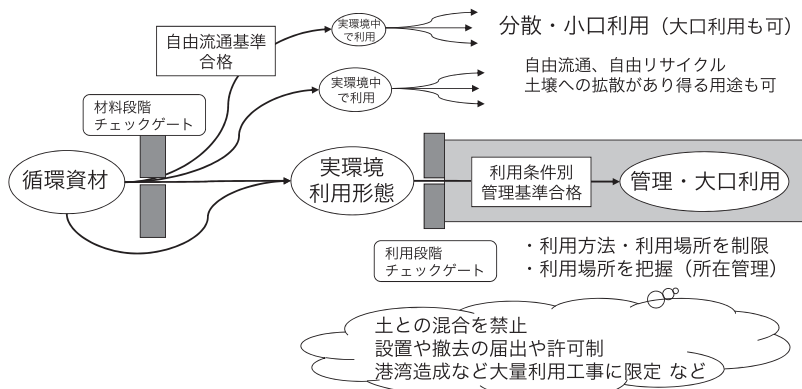 実環境中
で利用
分散・小口利用（大口利用も可）
自由流通基準
合格
実環境中
で利用
自由流通、自由リサイクル
土壌への拡散があり得る用途も可
材料段階
チェックゲート
循環資材
実環境
利用形態
利用条件別
管理基準合格
管理・大口利用
利用段階
チェックゲート
・利用方法・利用場所を制限
・利用場所を把握（所在管理）
土との混合を禁止
設置や撤去の届出や許可制
港湾造成など大量利用工事に限定 など